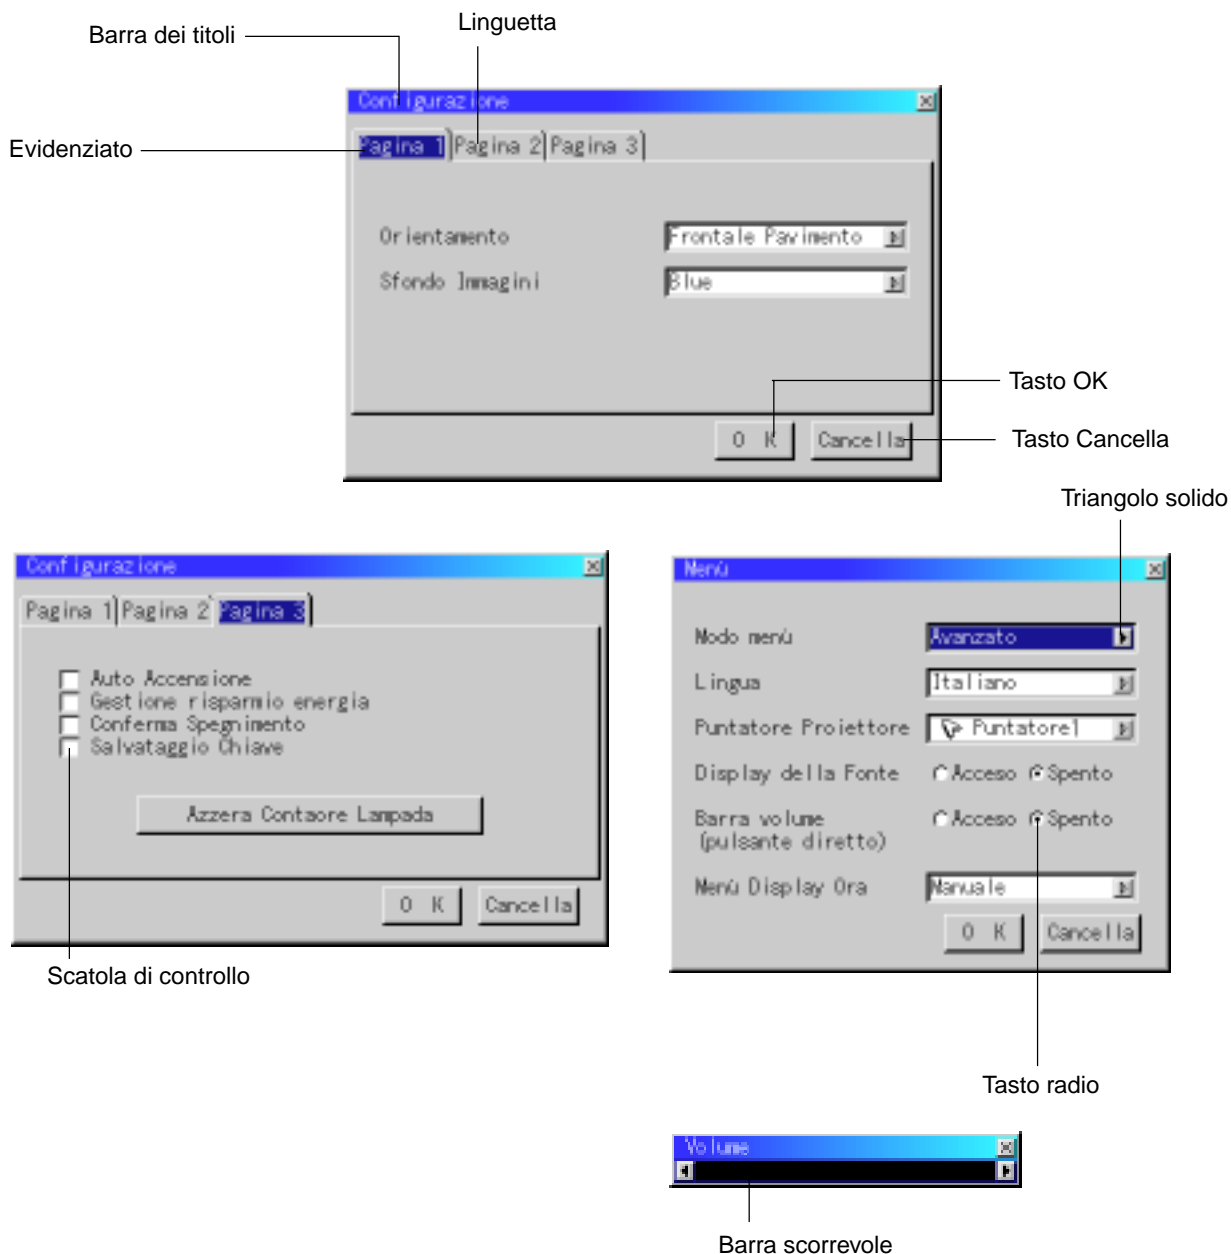 Linguetta
Barra dei titoli
Configurazione
Evidenziato
Pagina 1 Pagina 2 Pagina 3
Orientamento Frontale Pavimento
Sfondo Immagini Blue
Tasto OK
O K Cancella Tasto Cancella
Triangolo solido
Configurazione
Pagina 1 Pagina 2 Pagina 3
Auto Accensione
Gestione risparmio energia
Conferma Spegnimento
Salvataggio Chiave
Azzera Contaore Lampada
O K Cancella
Scatola di controllo
Menù
Modo menù Avanzato
Lingua Italiano
Puntatore Proiettore Puntatore1
Display della Fonte Acceso Spento
Barra volume Acceso Spento
(pulsante diretto)
Menù Display Ora Manuale
O K Cancella
Tasto radio
Volume
Barra scorrevole